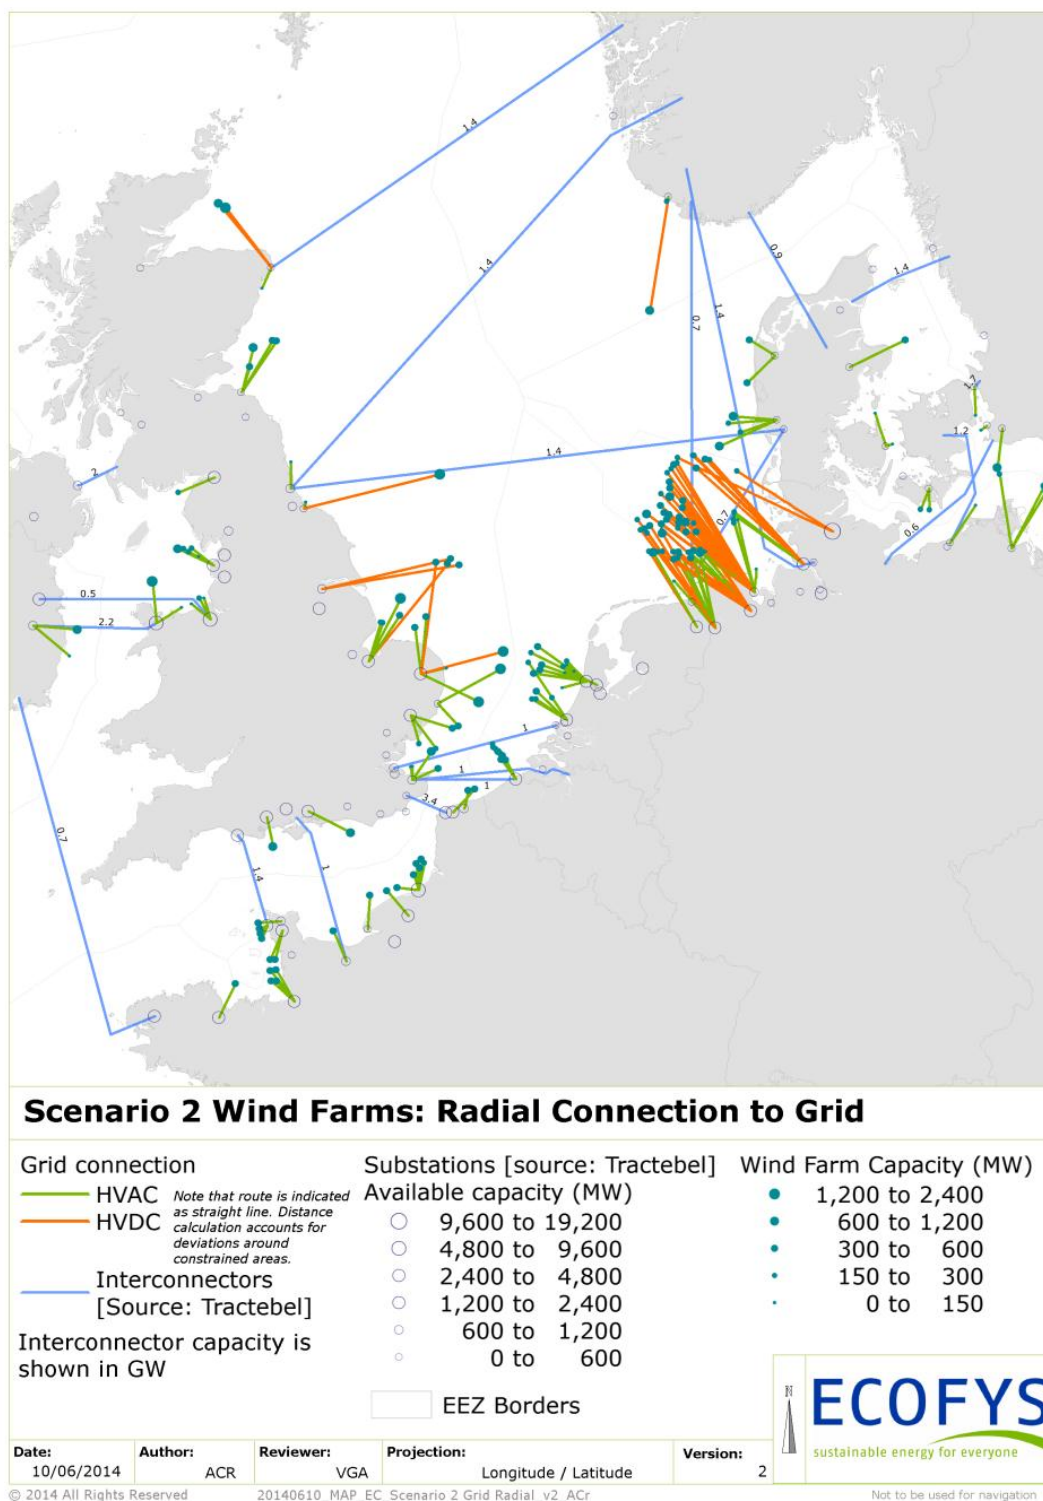 1.4
1.4
0.9
1.4
0.7
1.4
1.7
1.2
1.4
2
0.7
0.6
0.5
2.2
1
1
1
3.4
0.7
1.4
1
Scenario 2 Wind Farms: Radial Connection to Grid
Grid connection
HVAC
HVDC
Note that route is indicated
as straight line. Distance
calculation accounts for
deviations around
constrained areas.
Interconnectors
[Source: Tractebel]
Interconnector capacity is
shown in GW
Substations [source: Tractebel]
Available capacity (MW)
9,600 to 19,200
4,800 to 9,600
2,400 to 4,800
1,200 to 2,400
600 to 1,200
0 to 600
EEZ Borders
Wind Farm Capacity (MW)
1,200 to 2,400
600 to 1,200
300 to 600
150 to 300
0 to 150
N
ECOFYS
sustainable energy for everyone
Date:
10/06/2014
Author:
ACR
Reviewer:
VGA
Projection:
Longitude / Latitude
Version:
2
© 2014 All Rights Reserved
20140610_MAP_EC_Scenario 2 Grid Radial_v2_ACr
Not to be used for navigation